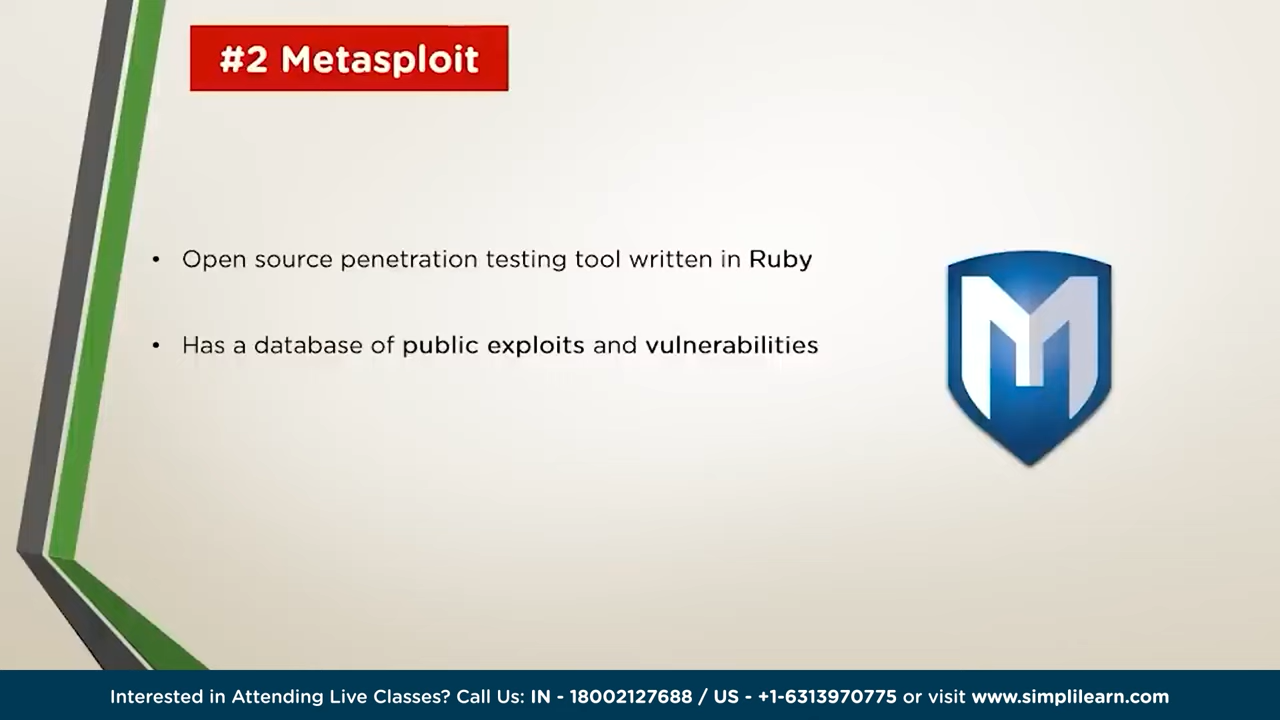 #2 Metasploit
• Open source penetration testing tool written in Ruby
• Has a database of public exploits and vulnerabilities
M
Interested in Attending Live Classes? Call Us: IN - 18002127688 / US - +1-6313970775 or visit www.simplilearn.com